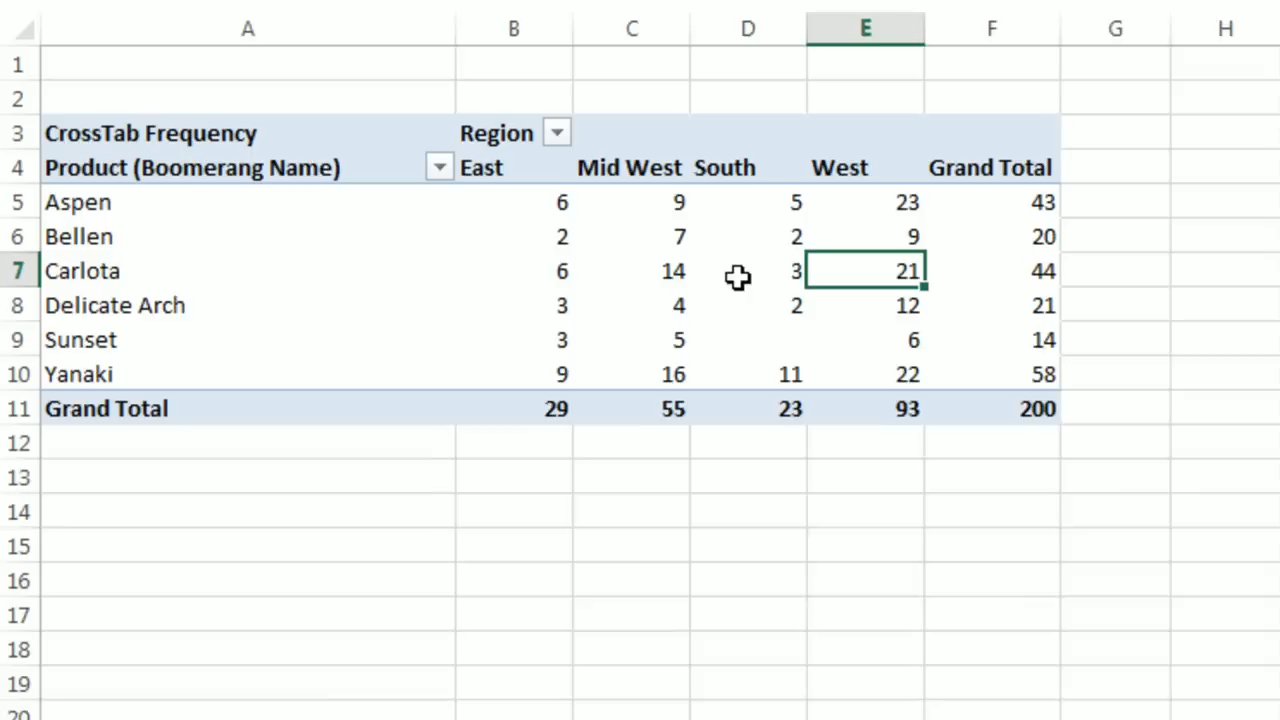 A B C D E F G H
1
2
3 CrossTab Frequency Region
4 Product (Boomerang Name) East Mid West South West Grand Total
5 Aspen 6 9 5 23 43
6 Bellen 2 7 2 9 20
7 Carlota 6 14 3 21 44
8 Delicate Arch 3 4 2 12 21
9 Sunset 3 5 6 14
10 Yanaki 9 16 11 22 58
11 Grand Total 29 55 23 93 200
12
13
14
15
16
17
18
19
20